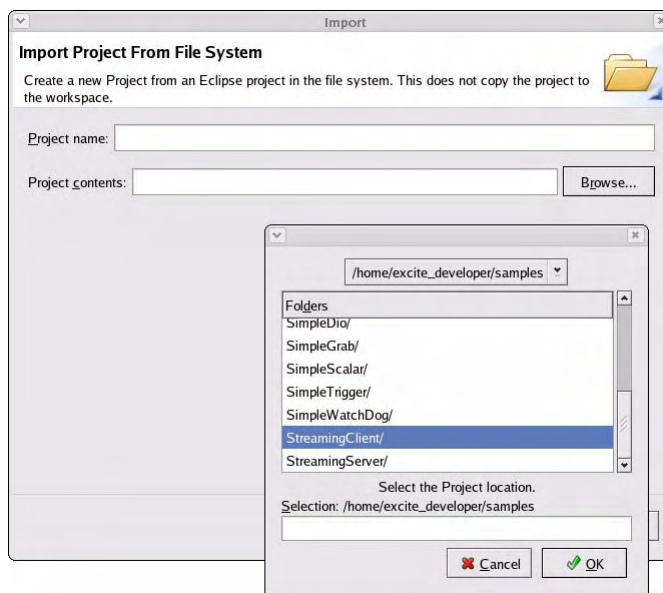 Import
Import Project From File System
Create a new Project from an Eclipse project in the file system. This does not copy the project to
the workspace.
Project name:
Project contents:
Browse...
/home/excite_developer/samples
Folders
SimpleDio/
SimpleGrab/
SimpleScalar/
SimpleTrigger/
SimpleWatchDog/
StreamingClient/
StreamingServer/
Select the Project location.
Selection: /home/excite_developer/samples
Cancel
OK